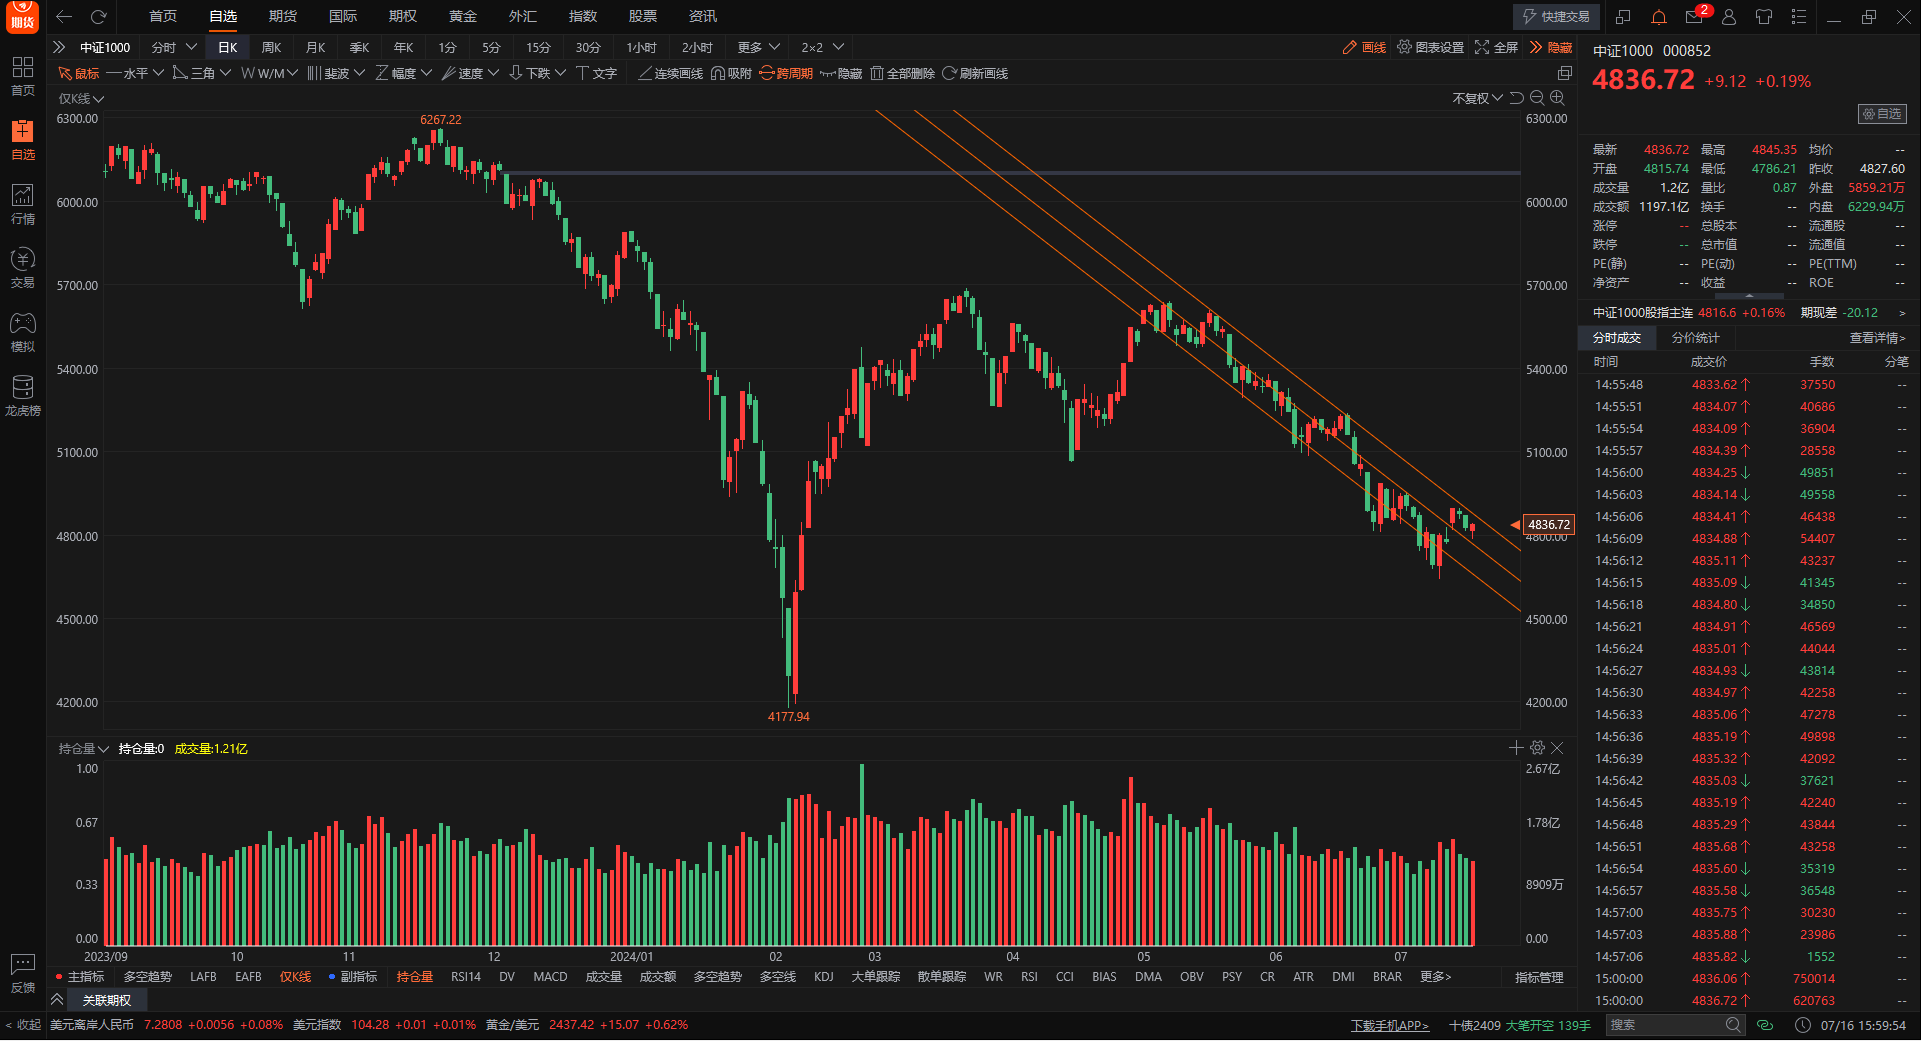 期货 首页 自选 期货 国际 期权 黄金 外汇 指数 股票 资讯 快捷交易 2
中证1000 分时 日K 周K 月K 季K 年K 1分 5分 15分 30分 1小时 2小时 更多 2×2 画线 图表设置 全屏 隐藏
鼠标 水平 三角 W/M 斐波 幅度 速度 下跌 文字 连续画线 吸附 跨周期 隐藏 全部删除 刷新画线
仅K线 不复权
首页
自选
行情
交易
模拟
龙虎榜
反馈
< 收起
6300.00 6267.22 6300.00
6000.00 6000.00
5700.00 5700.00
5400.00 5400.00
5100.00 5100.00
4836.72
4800.00 4800.00
4500.00 4500.00
4200.00 4200.00
4177.94
持仓量 持仓量:0 成交量:1.21亿
1.00 2.67亿
0.67 1.78亿
0.33 8909万
0.00 0.00
2023/09 10 11 12 2024/01 02 03 04 05 06 07
主指标 多空趋势 LAFB EAFB 仅K线 副指标 持仓量 RSI14 DV MACD 成交量 成交额 多空趋势 多空线 KDJ 大单跟踪 散单跟踪 WR RSI CCI BIAS DMA OBV PSY CR ATR DMI BRAR 更多> 指标管理
关联期权
中证1000 000852
4836.72 +9.12 +0.19%
自选
最新 4836.72 最高 4845.35 均价 --
开盘 4815.74 最低 4786.21 昨收 4827.60
成交量 1.2亿 量比 0.87 外盘 5859.21万
成交额 1197.1亿 换手 -- 内盘 6229.94万
涨停 -- 总股本 -- 流通股 --
跌停 -- 总市值 -- 流通值 --
PE(静) -- PE(动) -- PE(TTM) --
净资产 -- 收益 -- ROE --
中证1000股指主连 4816.6 +0.16% 期现差 -20.12 >
分时成交 分价统计 查看详情>
时间 成交价 手数 分笔
14:55:48 4833.62↑ 37550 --
14:55:51 4834.07↑ 40686 --
14:55:54 4834.09↑ 36904 --
14:55:57 4834.39↑ 28558 --
14:56:00 4834.25↓ 49851 --
14:56:03 4834.14↓ 49558 --
14:56:06 4834.41↑ 46438 --
14:56:09 4834.88↑ 54407 --
14:56:12 4835.11↑ 43237 --
14:56:15 4835.09↓ 41345 --
14:56:18 4834.80↓ 34850 --
14:56:21 4834.91↑ 46569 --
14:56:24 4835.01↑ 44044 --
14:56:27 4834.93↓ 43814 --
14:56:30 4834.97↑ 42258 --
14:56:33 4835.06↑ 47278 --
14:56:36 4835.19↑ 49898 --
14:56:39 4835.32↑ 42092 --
14:56:42 4835.03↓ 37621 --
14:56:45 4835.19↑ 42240 --
14:56:48 4835.29↑ 43844 --
14:56:51 4835.68↑ 43258 --
14:56:54 4835.60↓ 35319 --
14:56:57 4835.58↓ 36548 --
14:57:00 4835.75↑ 30230 --
14:57:03 4835.88↑ 23986 --
14:57:06 4835.82↓ 1552 --
15:00:00 4836.06↑ 750014 --
15:00:00 4836.72↑ 620763 --
美元离岸人民币 7.2808 +0.0056 +0.08% 美元指数 104.28 +0.01 +0.01% 黄金/美元 2437.42 +15.07 +0.62% 下载手机APP> 十债2409 大笔开空 139手 搜索 07/16 15:59:54